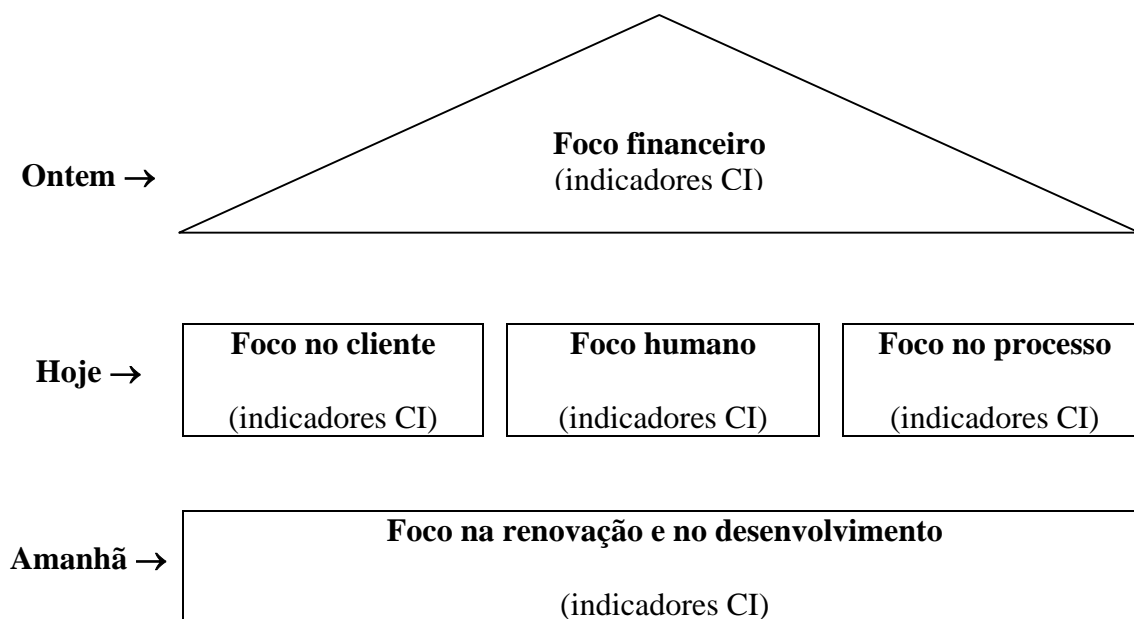 Foco financeiro
(indicadores CI)
Ontem →
Foco no cliente
Foco humano
Foco no processo
Hoje →
(indicadores CI)
(indicadores CI)
(indicadores CI)
Foco na renovação e no desenvolvimento
Amanhã →
(indicadores CI)